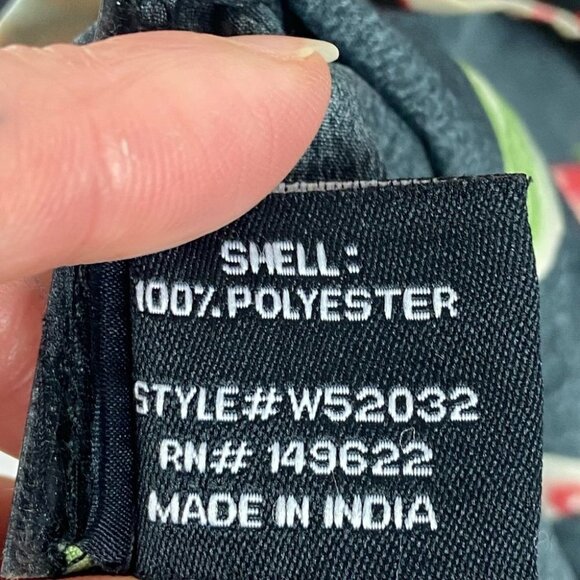 SHELL:
100% POLYESTER
STYLE# W52032
RN# 149622
MADE IN INDIA